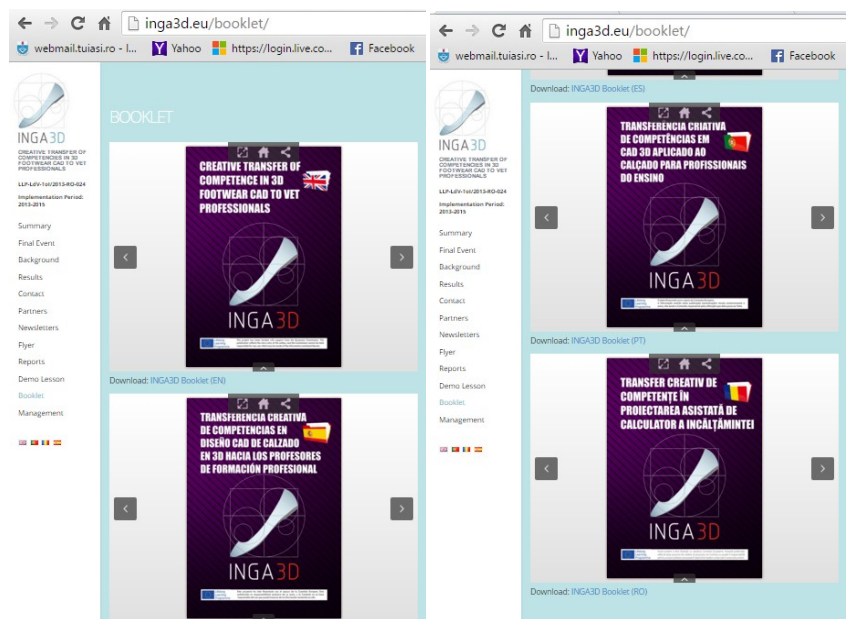 inga3d.eu/booklet/
webmail.tuiasi.ro - I...
Yahoo
https://login.live.co...
Facebook
INGA3D
CREATIVE TRANSFER OF
COMPETENCIES IN 3D
FOOTWEAR CAD TO VET
PROFESSIONALS
LLP-LdV-ToI/2013-RO-024
Implementation Period:
2013-2015
Summary
Final Event
Background
Results
Contact
Partners
Newsletters
Flyer
Reports
Demo Lesson
Booklet
Management
BOOKLET
CREATIVE TRANSFER OF
COMPETENCE IN 3D
FOOTWEAR CAD TO VET
PROFESSIONALS
INGA3D
Download: INGA3D Booklet (EN)
TRANSFERENCIA CREATIVA
DE COMPETENCIAS EN
DISEÑO CAD DE CALZADO
EN 3D HACIA LOS PROFESORES
DE FORMACIÓN PROFESIONAL
INGA3D
inga3d.eu/booklet/
webmail.tuiasi.ro - I...
Yahoo
https://login.live.co...
Facebook
INGA3D
CREATIVE TRANSFER OF
COMPETENCIES IN 3D
FOOTWEAR CAD TO VET
PROFESSIONALS
LLP-LdV-ToI/2013-RO-024
Implementation Period:
2013-2015
Summary
Final Event
Background
Results
Contact
Partners
Newsletters
Flyer
Reports
Demo Lesson
Booklet
Management
Download: INGA3D Booklet (ES)
TRANSFERÊNCIA CRIATIVA
DE COMPETÊNCIAS EM
CAD 3D APLICADO AO
CALÇADO PARA PROFISSIONAIS
DO ENSINO
INGA3D
Download: INGA3D Booklet (PT)
TRANSFER CREATIV DE
COMPETENȚE ÎN
PROIECTAREA ASISTATĂ DE
CALCULATOR A INCĂLȚĂMINTEI
INGA3D
Download: INGA3D Booklet (RO)